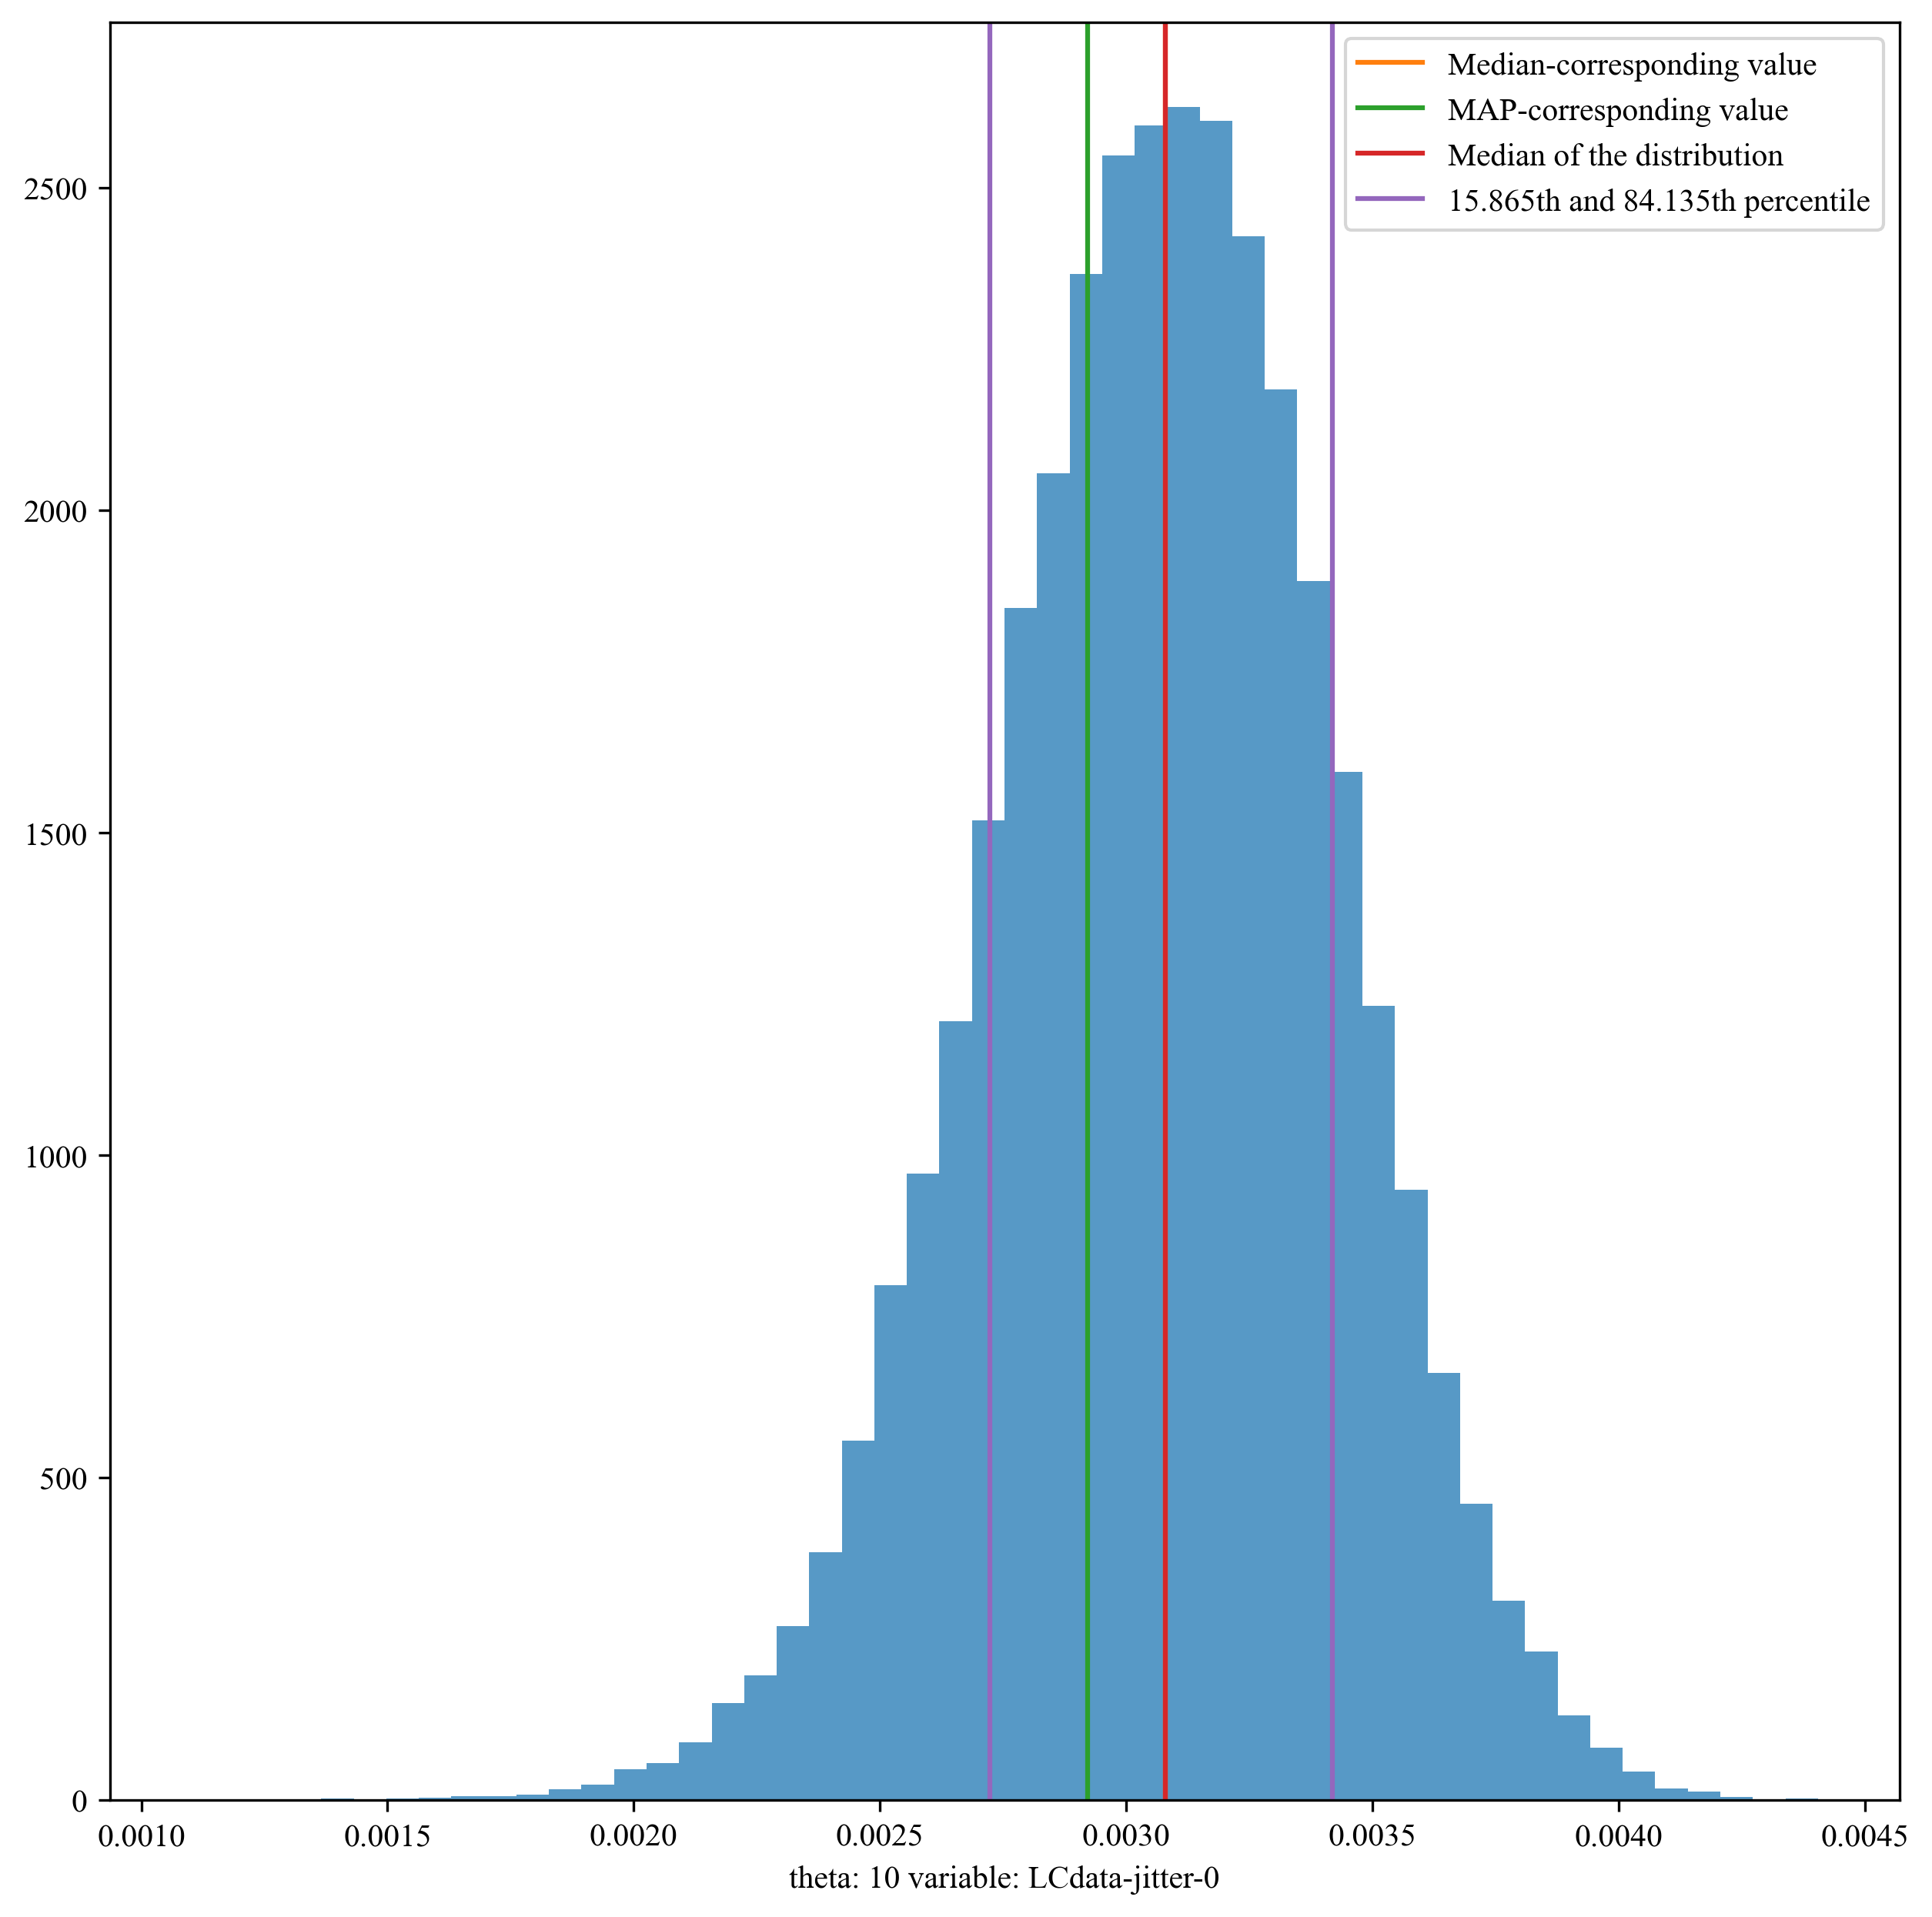 Median-corresponding value
MAP-corresponding value
Median of the distribution
15.865th and 84.135th percentile
2500
2000
1500
1000
500
0
0.0010 0.0015 0.0020 0.0025 0.0030 0.0035 0.0040 0.0045
theta: 10 variable: LCdata-jitter-0